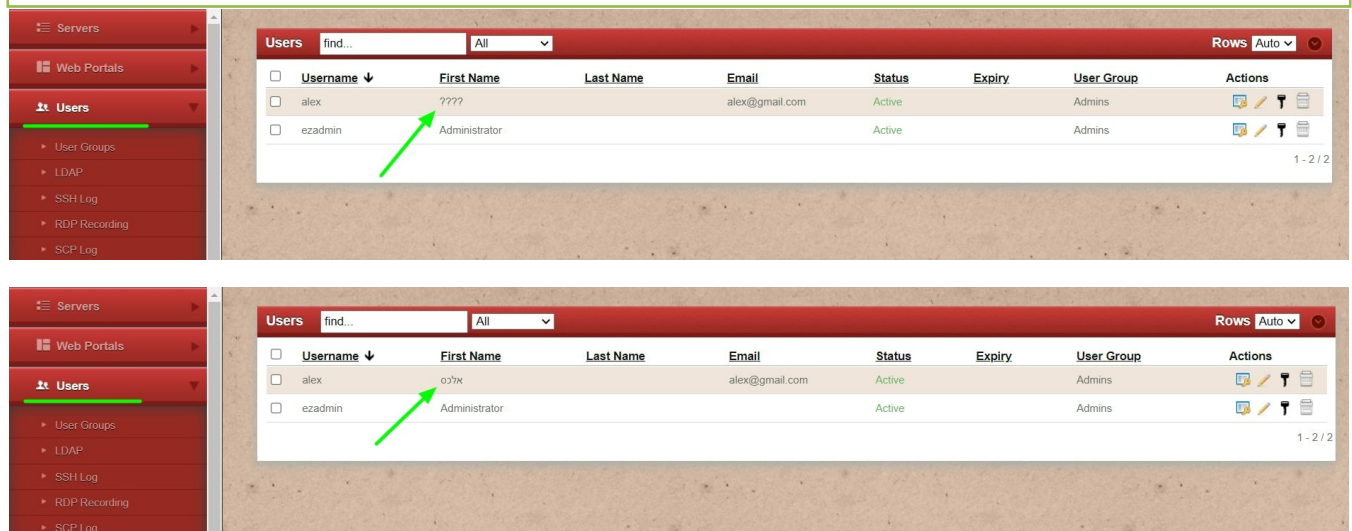 Servers
Web Portals
Users
User Groups
LDAP
SSH Log
RDP Recording
SCP Log
Users find... All Rows Auto
Username First Name Last Name Email Status Expiry User Group Actions
alex ???? alex@gmail.com Active Admins
ezadmin Administrator Active Admins
1 - 2 / 2
Servers
Web Portals
Users
User Groups
LDAP
SSH Log
RDP Recording
SCP Log
Users find... All Rows Auto
Username First Name Last Name Email Status Expiry User Group Actions
alex אלכס alex@gmail.com Active Admins
ezadmin Administrator Active Admins
1 - 2 / 2